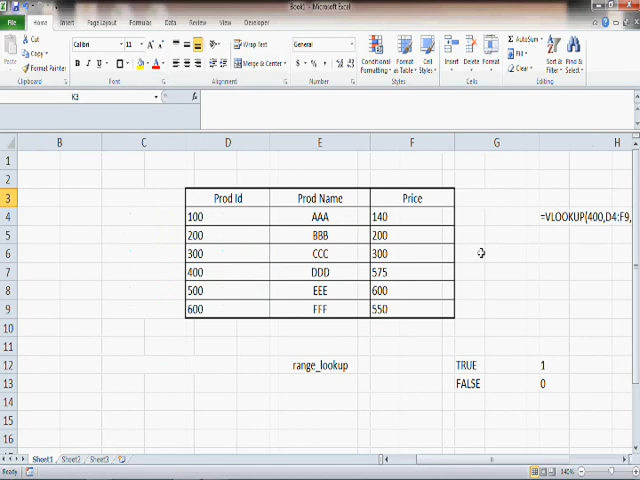 Book1 - Microsoft Excel
File Home Insert Page Layout Formulas Data Review View Developer
Cut
Copy
Format Painter
Paste
Clipboard
Calibri 11
Font
Wrap Text
Merge & Center
Alignment
General
Number
Conditional Formatting
Format as Table
Cell Styles
Styles
Insert Delete Format
Cells
AutoSum
Fill
Clear
Sort & Filter
Find & Select
Editing
K3 fx
B C D E F G H
1
2
3 Prod Id Prod Name Price
4 100 AAA 140 =VLOOKUP(400,D4:F9,
5 200 BBB 200
6 300 CCC 300
7 400 DDD 575
8 500 EEE 600
9 600 FFF 550
10
11
12 range_lookup TRUE 1
13 FALSE 0
14
15
16
Sheet1 Sheet2 Sheet3
Ready 140%